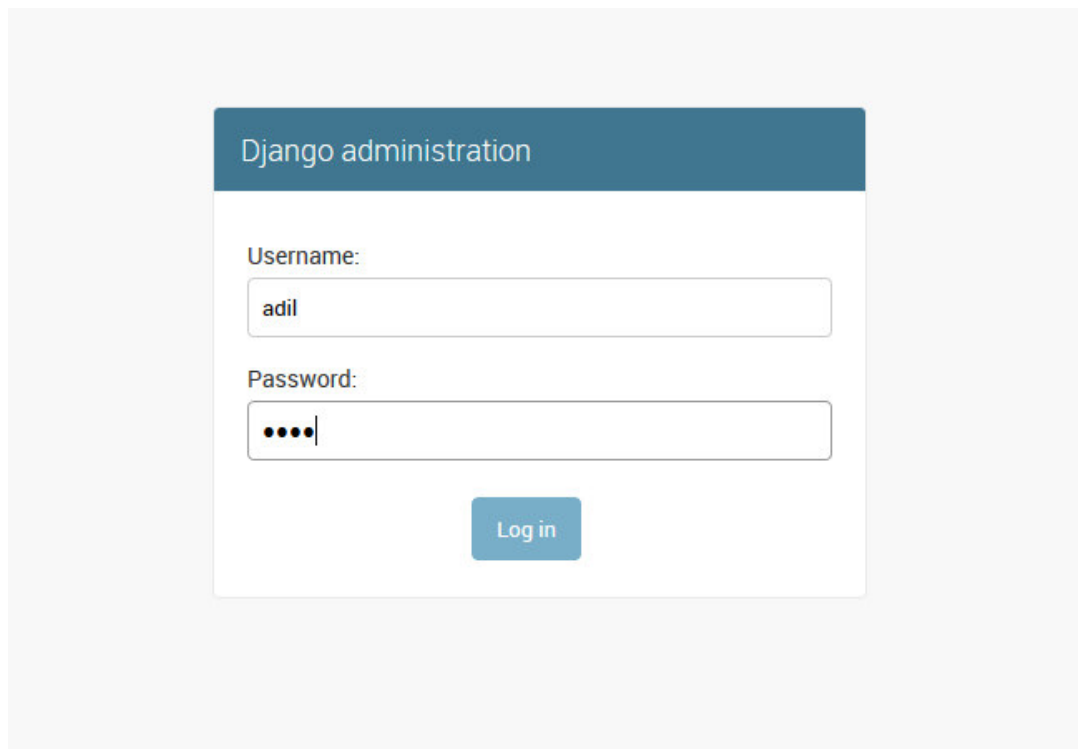 Django administration
Username:
adil
Password:
••••
Log in